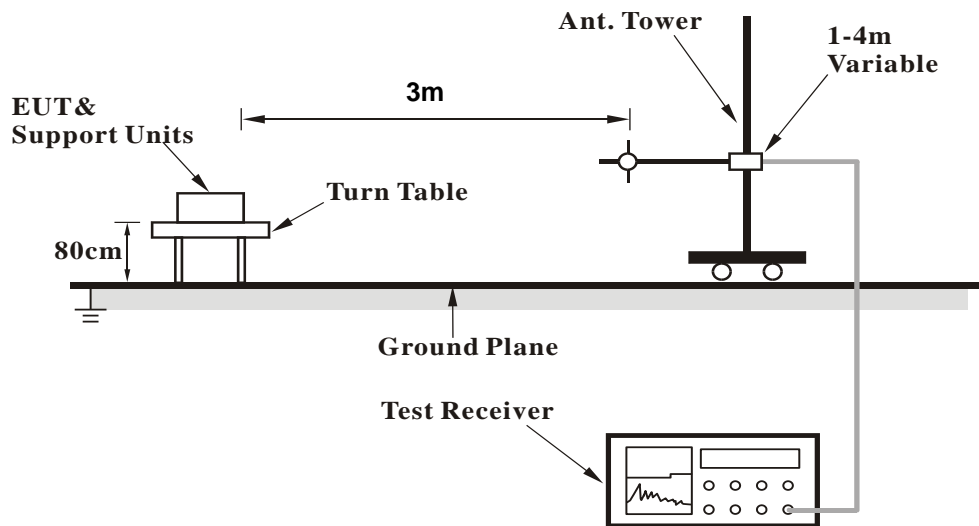 Ant. Tower
1-4m
Variable
3m
EUT&
Support Units
Turn Table
80cm
Ground Plane
Test Receiver